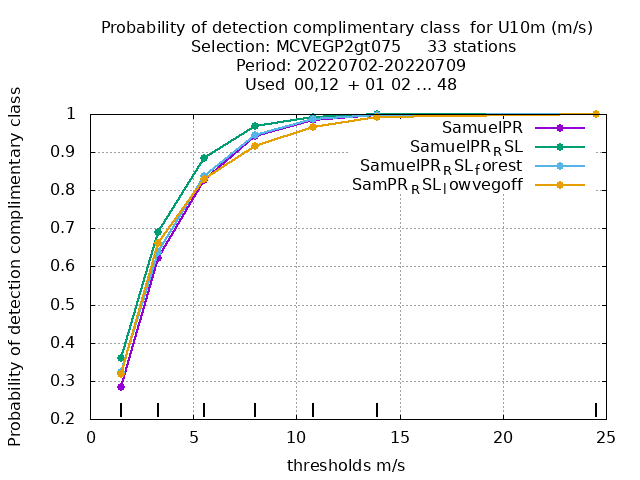 Probability of detection complimentary class for U10m (m/s)
Selection: MCVEGP2gt075 33 stations
Period: 20220702-20220709
Used 00,12 + 01 02 ... 48
Probability of detection complimentary class
1
0.9
0.8
0.7
0.6
0.5
0.4
0.3
0.2
SamuelPR
SamuelPR_RSL
SamuelPR_RSL_forest
SamPR_RSL_lowvegoff
0 5 10 15 20 25
thresholds m/s